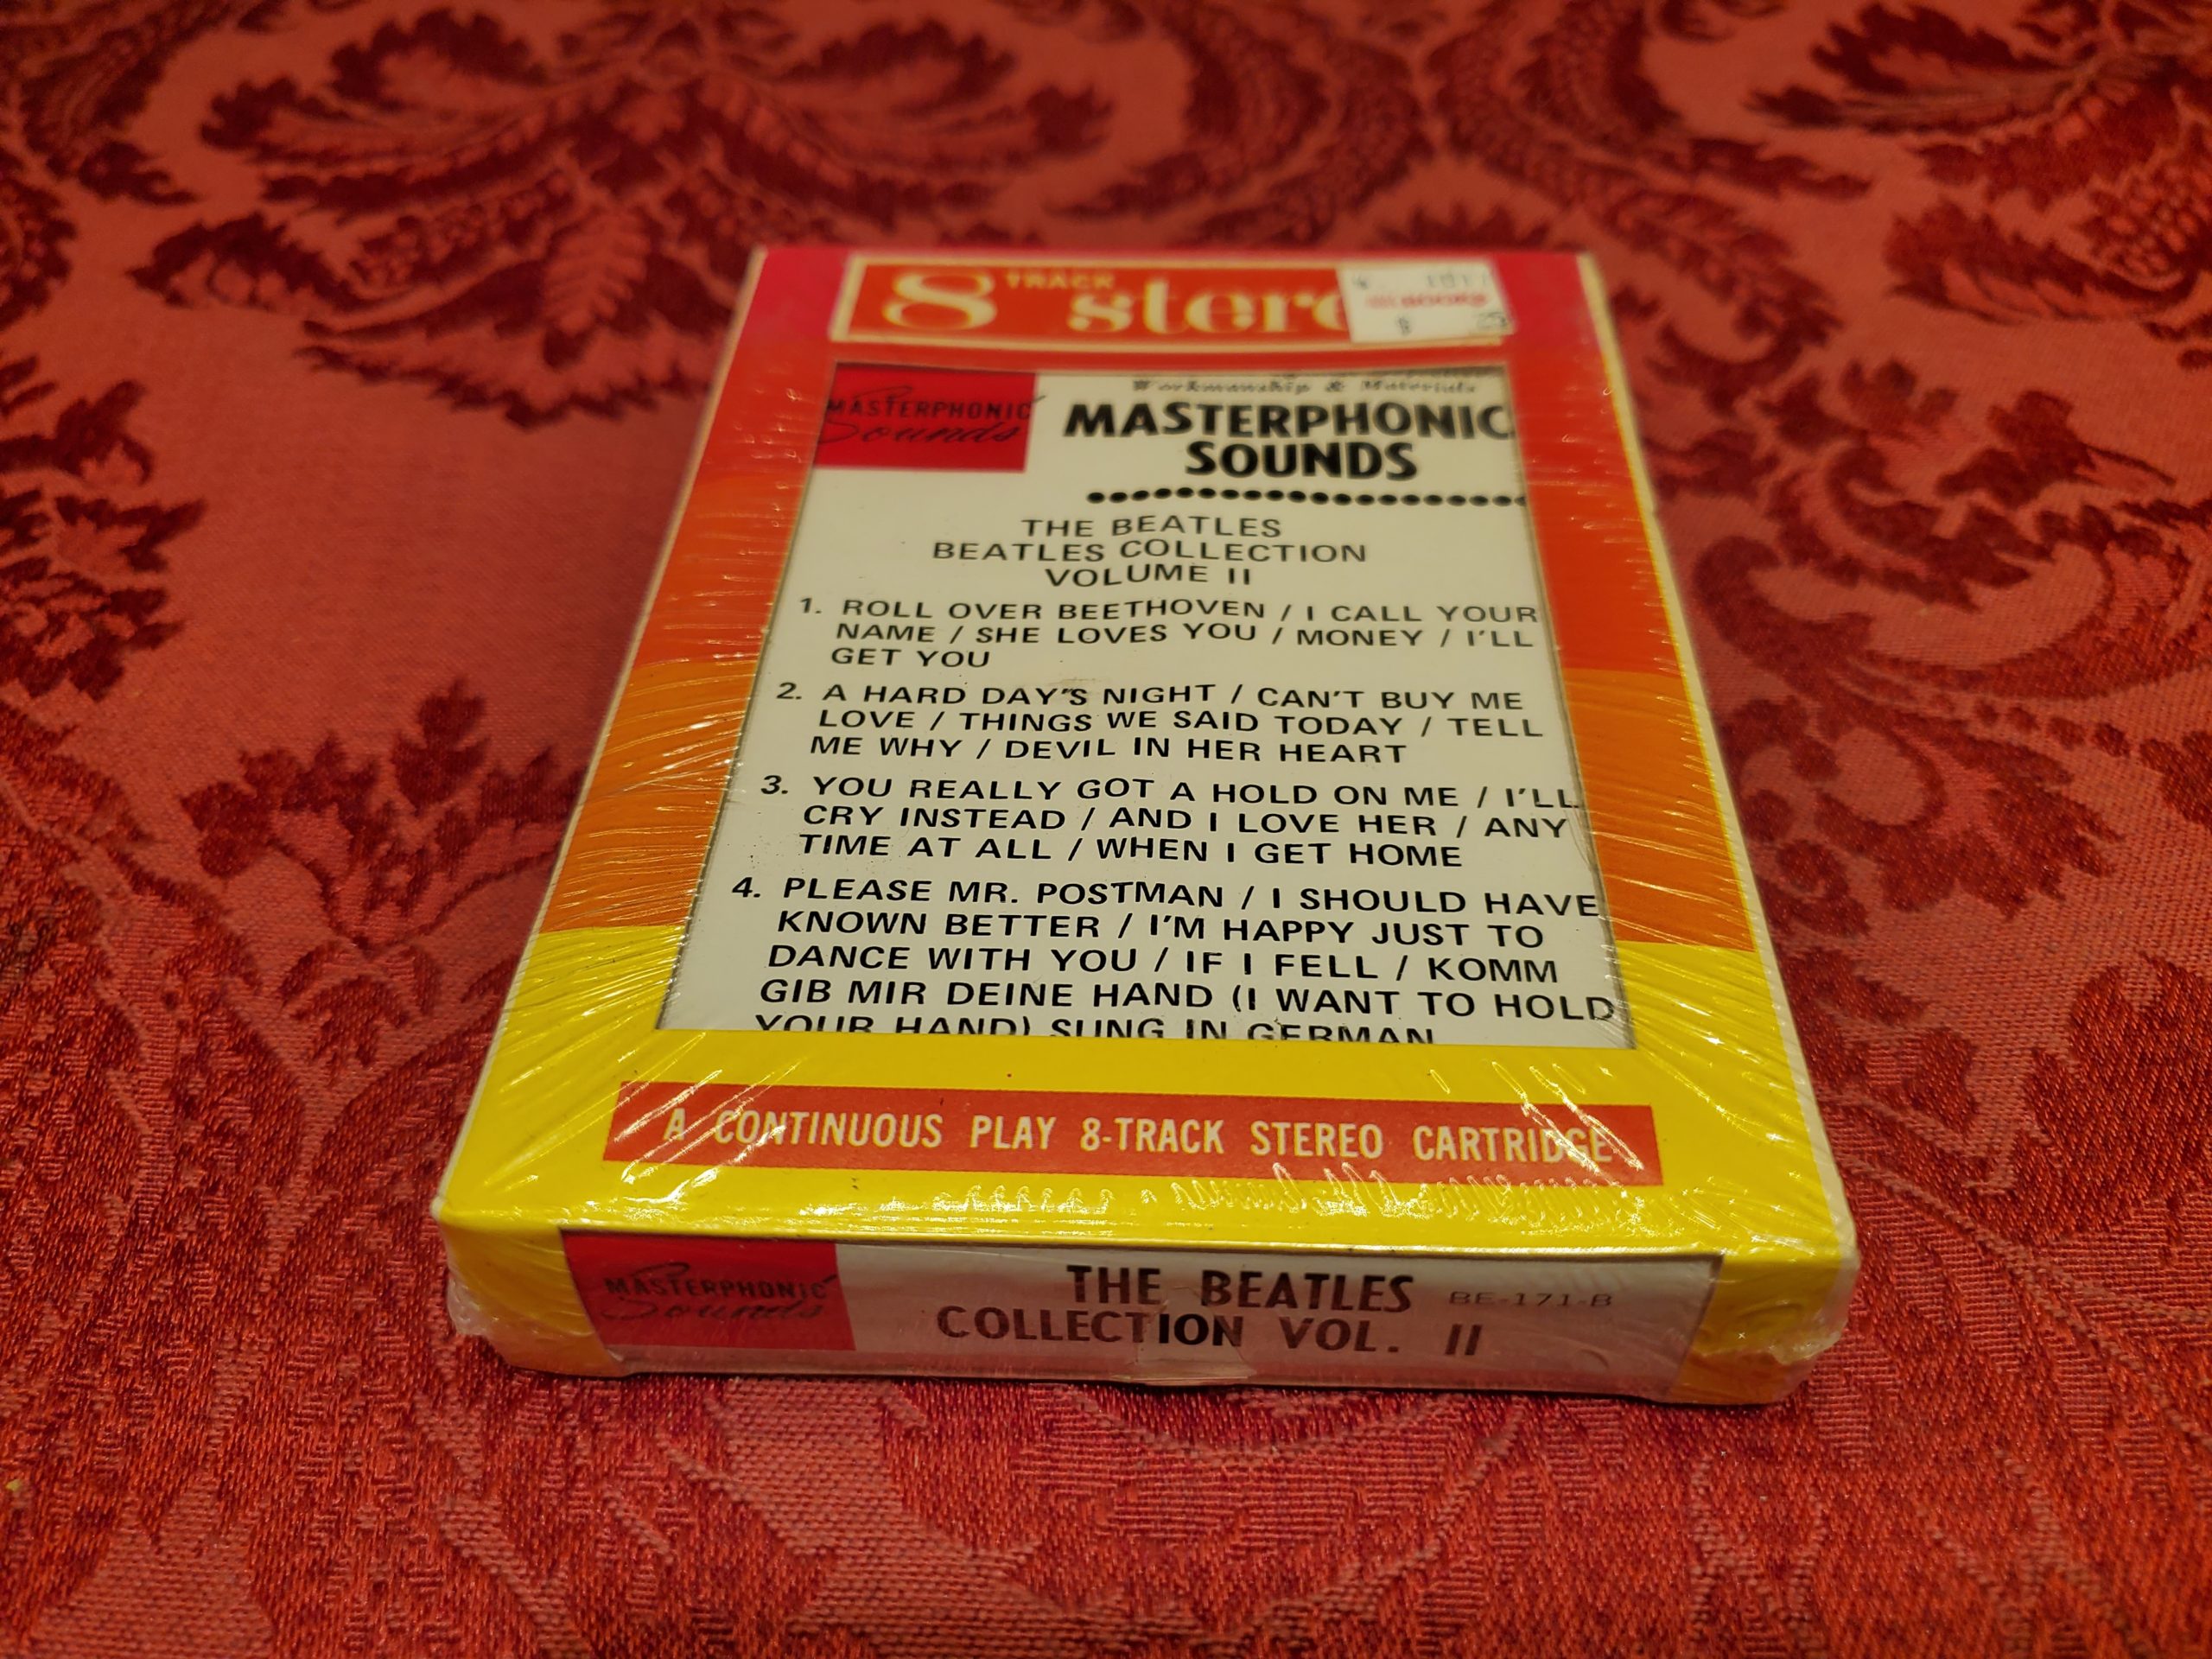 8 TRACK stere
MASTERPHONIC
Sounds
Workmanship & Materials
MASTERPHONIC
SOUNDS
THE BEATLES
BEATLES COLLECTION
VOLUME II
1. ROLL OVER BEETHOVEN / I CALL YOUR
NAME / SHE LOVES YOU / MONEY / I'LL
GET YOU
2. A HARD DAY'S NIGHT / CAN'T BUY ME
LOVE / THINGS WE SAID TODAY / TELL
ME WHY / DEVIL IN HER HEART
3. YOU REALLY GOT A HOLD ON ME / I'LL
CRY INSTEAD / AND I LOVE HER / ANY
TIME AT ALL / WHEN I GET HOME
4. PLEASE MR. POSTMAN / I SHOULD HAVE
KNOWN BETTER / I'M HAPPY JUST TO
DANCE WITH YOU / IF I FELL / KOMM
GIB MIR DEINE HAND (I WANT TO HOLD
YOUR HAND) SUNG IN GERMAN
A CONTINUOUS PLAY 8-TRACK STEREO CARTRIDGE
MASTERPHONIC
Sounds
THE BEATLES BE-171-B
COLLECTION VOL. II